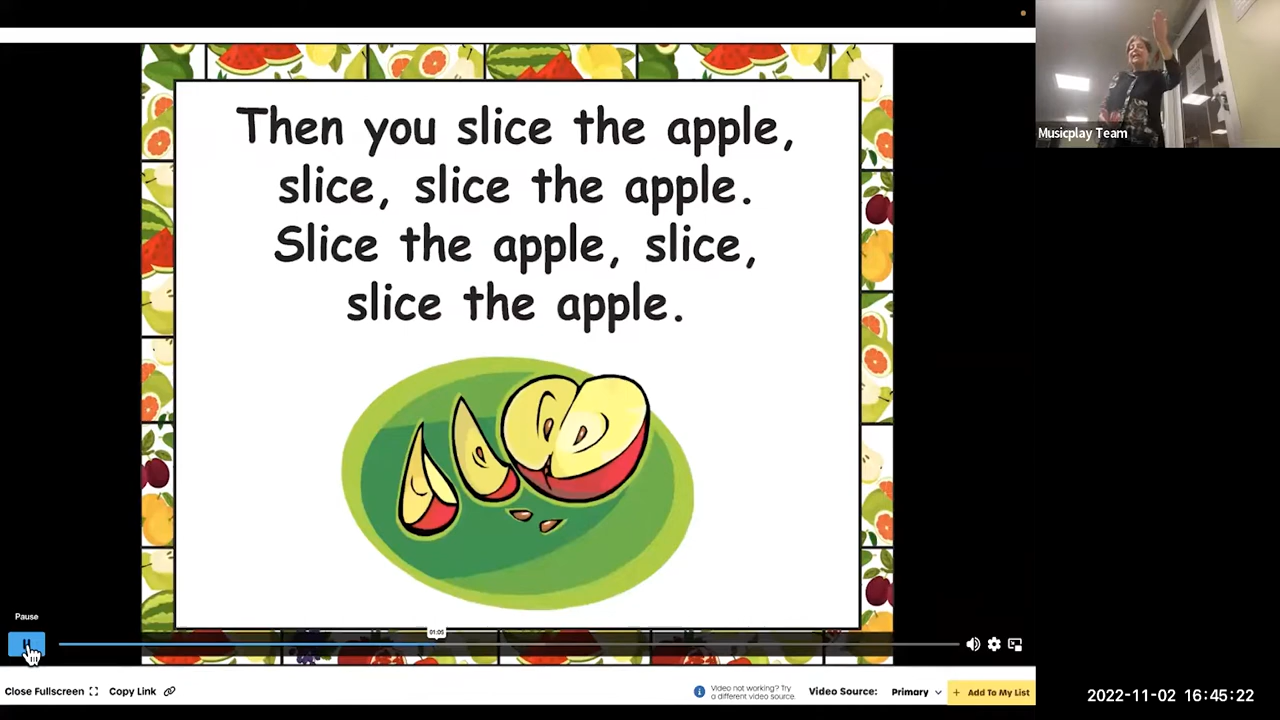 Then you slice the apple,
slice, slice the apple.
Slice the apple, slice,
slice the apple.
Musicplay Team
Pause
01:05
Close Fullscreen
Copy Link
Video not working? Try
a different video source.
Video Source:
Primary
+ Add To My List
2022-11-02 16:45:22